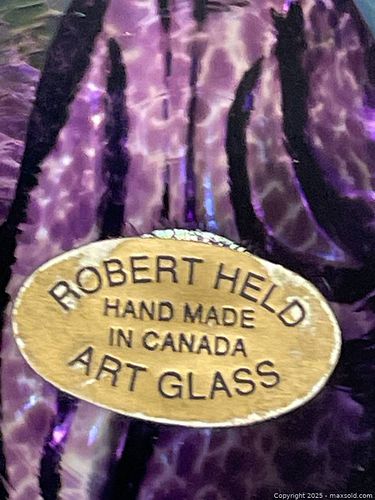 ROBERT HELD
HAND MADE
IN CANADA
ART GLASS
Copyright 2025 - maxsold.com